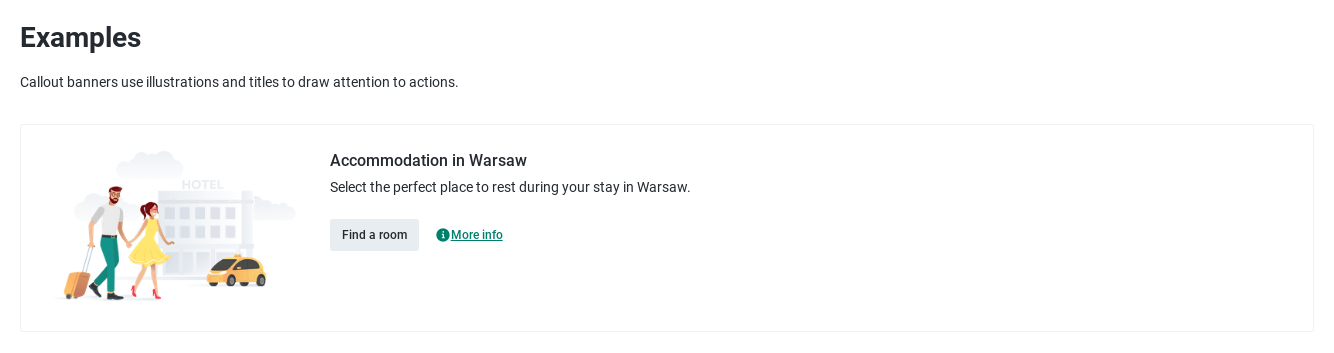 Examples
Callout banners use illustrations and titles to draw attention to actions.
HOTEL
Accommodation in Warsaw
Select the perfect place to rest during your stay in Warsaw.
Find a room
More info